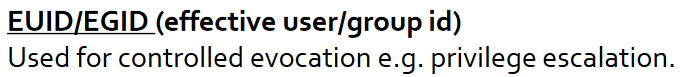 EUID/EGID (effective user/group id)
Used for controlled evocation e.g. privilege escalation.